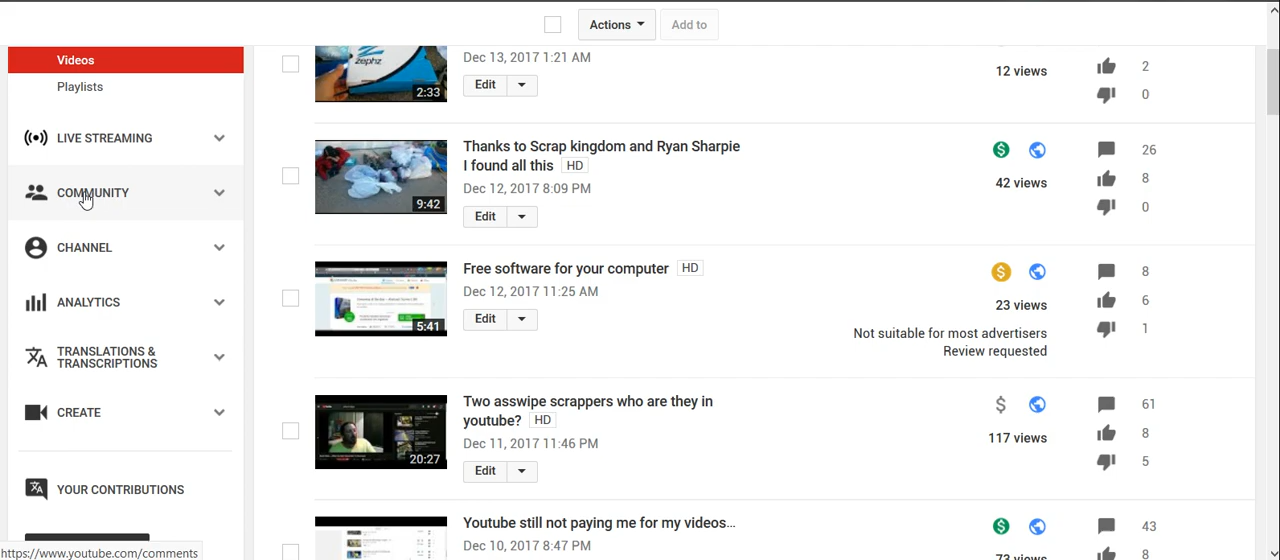 Actions
Add to
Videos
Playlists
LIVE STREAMING
COMMUNITY
CHANNEL
ANALYTICS
TRANSLATIONS &
TRANSCRIPTIONS
CREATE
YOUR CONTRIBUTIONS
https://www.youtube.com/comments
zephz
2:33
Dec 13, 2017 1:21 AM
Edit
12 views
2
0
9:42
Thanks to Scrap kingdom and Ryan Sharpie
I found all this HD
Dec 12, 2017 8:09 PM
Edit
42 views
26
8
0
5:41
Free software for your computer HD
Dec 12, 2017 11:25 AM
Edit
23 views
Not suitable for most advertisers
Review requested
8
6
1
20:27
Two asswipe scrappers who are they in
youtube? HD
Dec 11, 2017 11:46 PM
Edit
117 views
61
8
5
Youtube still not paying me for my videos...
Dec 10, 2017 8:47 PM
73 views
43
8